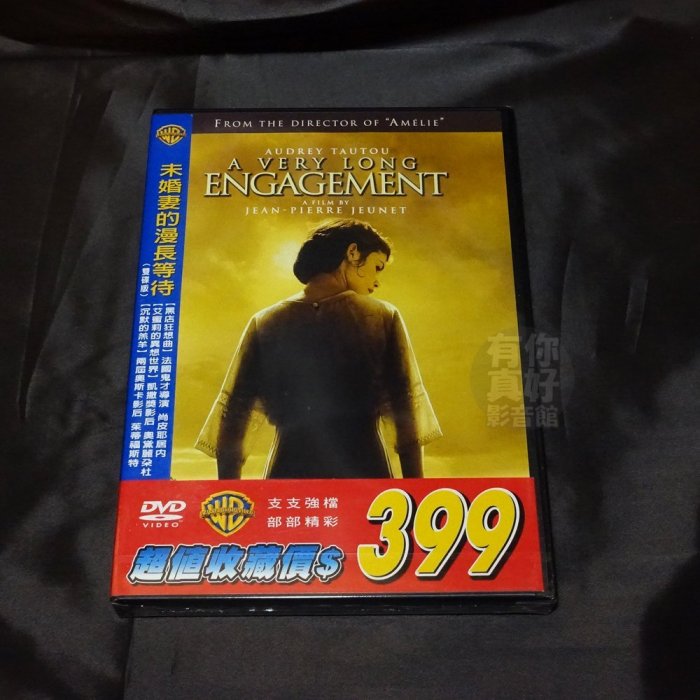 FROM THE DIRECTOR OF "AMÉLIE"
AUDREY TAUTOU
A VERY LONG
ENGAGEMENT
A FILM BY
JEAN-PIERRE JEUNET
WB
未婚妻的漫長等待
(雙碟版)
【黑店狂想曲】法國鬼才導演 尚皮耶居內
【艾蜜莉的異想世界】凱撒獎影后 奧黛麗朵杜
【沉默的羔羊】兩屆奧斯卡影后 茱蒂福斯特
有你
真好
影音館
DVD
VIDEO
WB
支支強檔
部部精彩
超值收藏價$
399